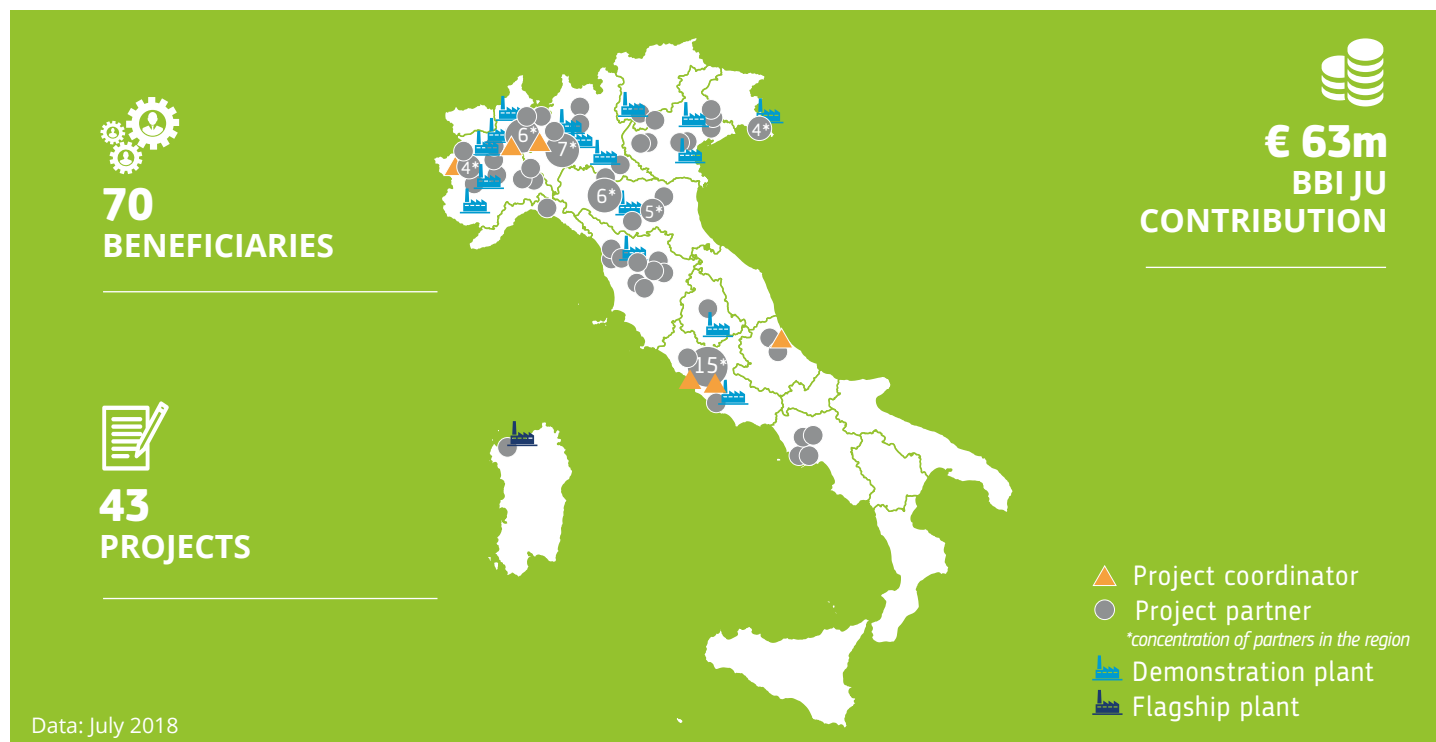 70
BENEFICIARIES
43
PROJECTS
Data: July 2018
6*
7*
4*
4*
6*
5*
15*
€ 63m
BBI JU
CONTRIBUTION
Project coordinator
Project partner
*concentration of partners in the region
Demonstration plant
Flagship plant